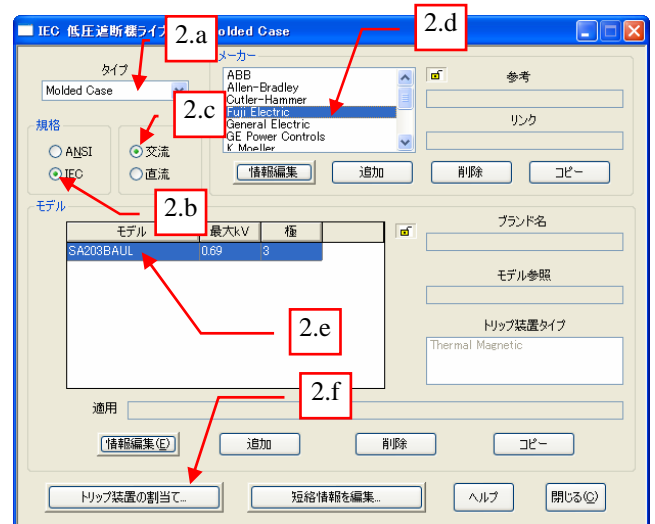 IEC 低圧遮断機ライブ
Molded Case
2.a
2.d
タイプ
Molded Case
2.c
規格
ANSI
IEC
交流
直流
2.b
メーカー
ABB
Allen-Bradley
Cutler-Hammer
Fuji Electric
General Electric
GE Power Controls
K Moeller
参考
リンク
情報編集
追加
削除
コピー
モデル
モデル 最大kV 極
SA203BAUL 0.69 3
2.e
2.f
ブランド名
モデル参照
トリップ装置タイプ
Thermal Magnetic
適用
情報編集(E)
追加
削除
コピー
トリップ装置の割当て...
短絡情報を編集...
ヘルプ
閉じる(C)